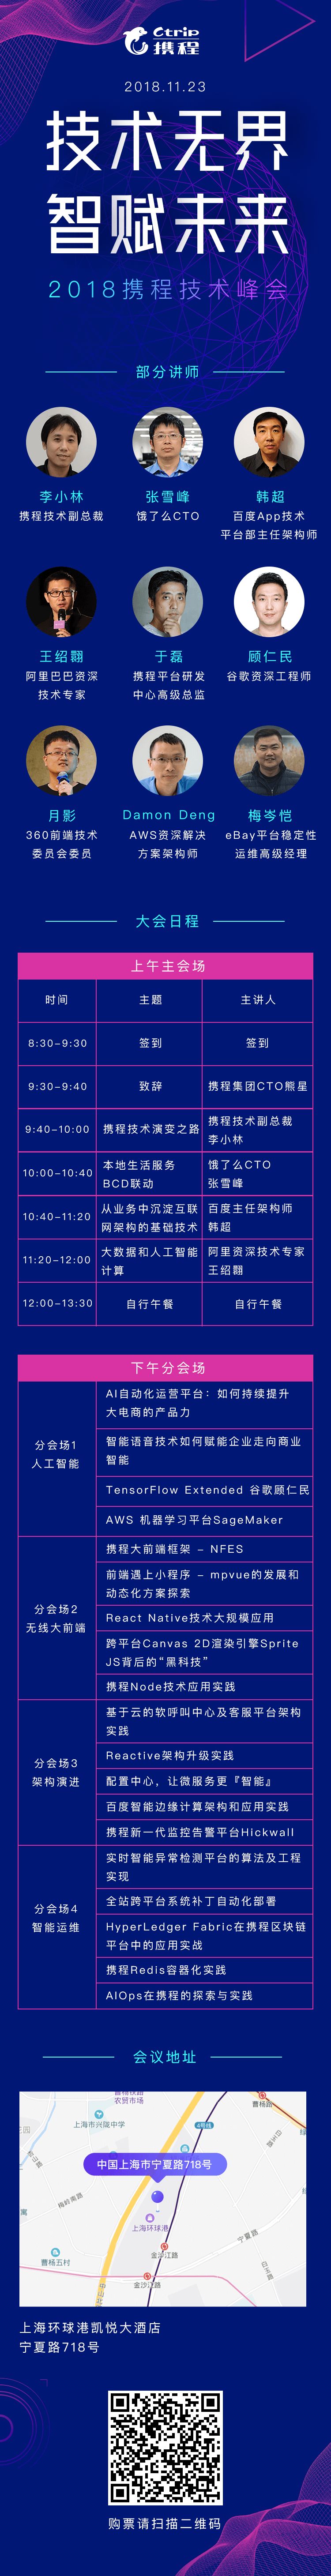 Ctrip
携程
2018.11.23
技术无界
智赋未来
2018携程技术峰会
部分讲师
李小林
携程技术副总裁
张雪峰
饿了么CTO
韩超
百度App技术
平台部主任架构师
王绍翾
阿里巴巴资深
技术专家
于磊
携程平台研发
中心高级总监
顾仁民
谷歌资深工程师
月影
360前端技术
委员会委员
Damon Deng
AWS资深解决
方案架构师
梅岑恺
eBay平台稳定性
运维高级经理
大会日程
上午主会场
时间 主题 主讲人
8:30-9:30 签到 签到
9:30-9:40 致辞 携程集团CTO熊星
9:40-10:00 携程技术演变之路 携程技术副总裁
李小林
10:00-10:40 本地生活服务
BCD联动
饿了么CTO
张雪峰
10:40-11:20 从业务中沉淀互联
网架构的基础技术
百度主任架构师
韩超
11:20-12:00 大数据和人工智能
计算
阿里资深技术专家
王绍翾
12:00-13:30 自行午餐 自行午餐
下午分会场
分会场1
人工智能
AI自动化运营平台：如何持续提升
大电商的产品力
智能语音技术如何赋能企业走向商业
智能
TensorFlow Extended 谷歌顾仁民
AWS 机器学习平台SageMaker
分会场2
无线大前端
携程大前端框架 – NFES
前端遇上小程序 – mpvue的发展和
动态化方案探索
React Native技术大规模应用
跨平台Canvas 2D渲染引擎Sprite
JS背后的“黑科技”
携程Node技术应用实践
分会场3
架构演进
基于云的软呼叫中心及客服平台架构
实践
Reactive架构升级实践
配置中心，让微服务更『智能』
百度智能边缘计算架构和应用实践
携程新一代监控告警平台Hickwall
分会场4
智能运维
实时智能异常检测平台的算法及工程
实现
全站跨平台系统补丁自动化部署
HyperLedger Fabric在携程区块链
平台中的应用实战
携程Redis容器化实践
AIOps在携程的探索与实践
会议地址
农贸市场
曹杨路
上海市兴陇中学
4号线
中国上海市宁夏路718号
梅岭南路
上海环球港
宁夏路
曹杨五村
金沙江路
金沙江路
上海环球港凯悦大酒店
宁夏路718号
购票请扫描二维码